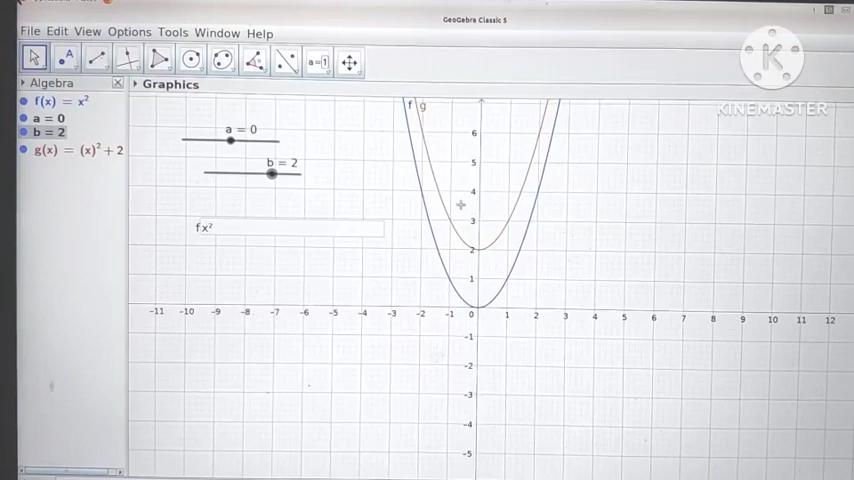 GeoGebra Classic 5
File Edit View Options Tools Window Help
a=1
K
KINEMASTER
Algebra
Graphics
f(x) = x²
a = 0
b = 2
g(x) = (x)² + 2
a = 0
b = 2
f x²
f g
6
5
4
3
2
1
−11 −10 −9 −8 −7 −6 −5 −4 −3 −2 −1 0 1 2 3 4 5 6 7 8 9 10 11 12
−1
−2
−3
−4
−5